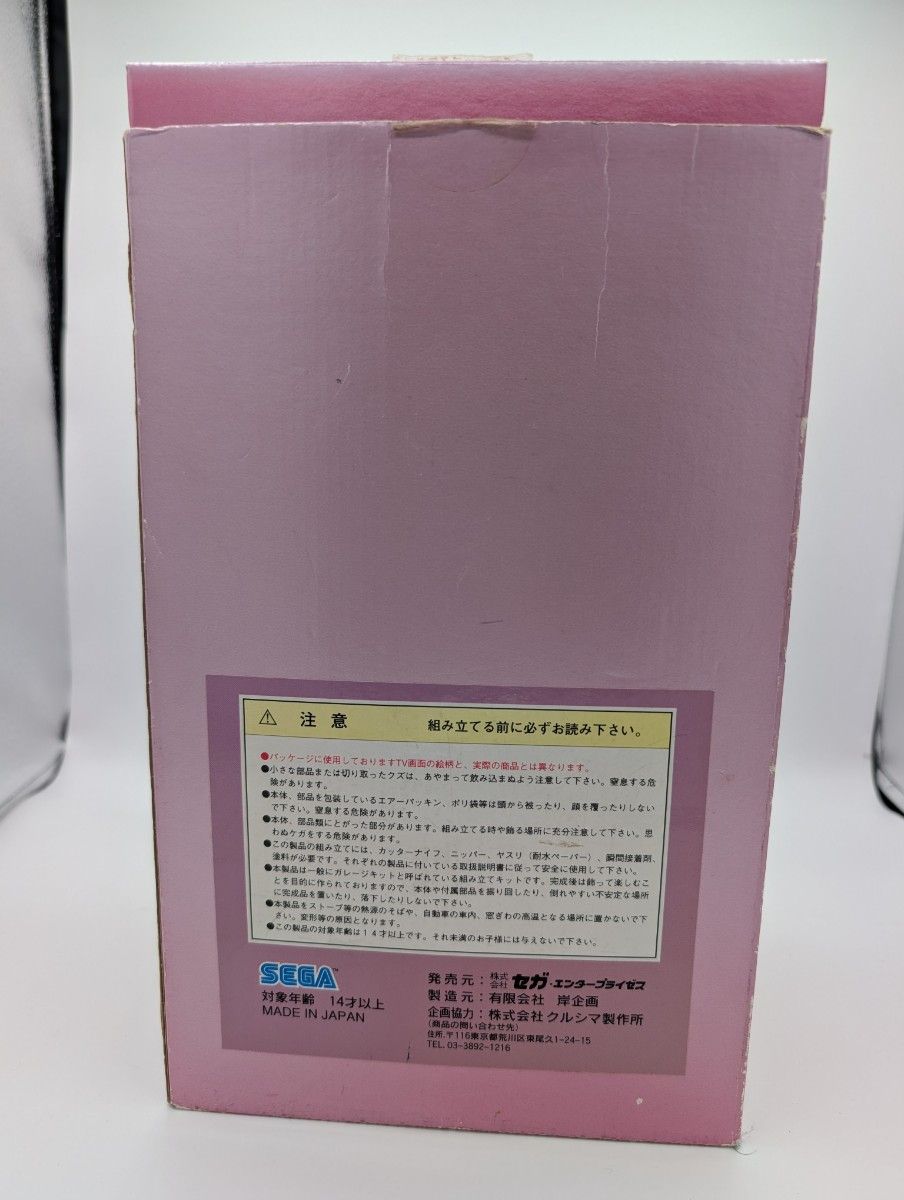 注意 組み立てる前に必ずお読み下さい。
●パッケージに使用しておりますTV画面の絵柄と、実際の商品とは異なります。
●小さな部品または切り取ったクズは、あやまって飲み込まぬよう注意して下さい。窒息する危
険があります。
●本体、部品を包装しているエアーパッキン、ポリ袋等は頭から被ったり、顔を覆ったりしない
で下さい。窒息する危険があります。
●本体、部品類にとがった部分があります。組み立てる時や飾る場所に充分注意して下さい。思
わぬケガをする危険があります。
●この製品の組み立てには、カッターナイフ、ニッパー、ヤスリ（耐水ペーパー）、瞬間接着剤、
塗料が必要です。それぞれの製品に付いている取扱説明書に従って安全に使用して下さい。
●本製品は一般にガレージキットと呼ばれている組み立てキットです。完成後は飾って楽しむこ
とを目的に作られておりますので、本体や付属部品を振り回したり、倒れやすい不安定な場所
に完成品を置いたり、落下したりしないで下さい。
●本製品をストーブ等の熱源のそばや、自動車の車内、窓ぎわの高温となる場所に置かないで下
さい。変形等の原因となります。
●この製品の対象年齢は１４才以上です。それ未満のお子様には与えないで下さい。
SEGA™
対象年齢 14才以上
MADE IN JAPAN
発売元：株式会社 セガ・エンタープライゼス
製造元：有限会社 岸企画
企画協力：株式会社 クルシマ製作所
(商品の問い合わせ先)
住所.〒116東京都荒川区東尾久1-24-15
TEL. 03-3892-1216